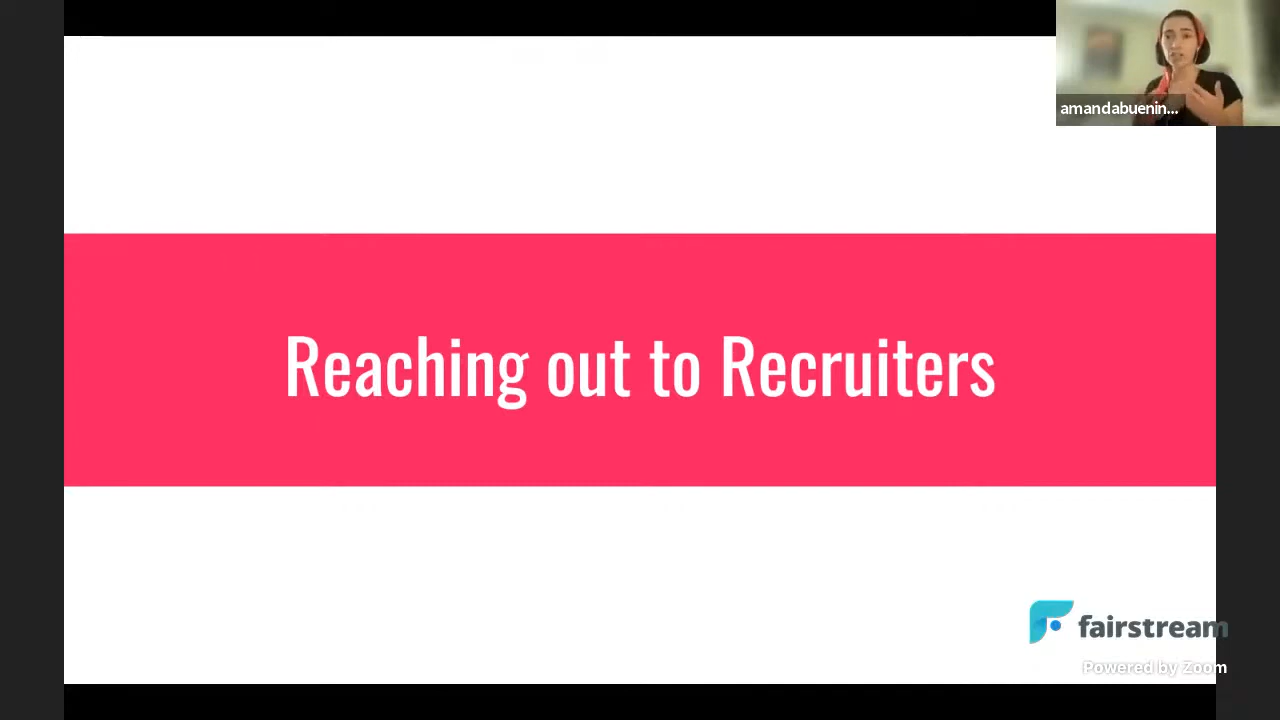 amandabuenin...
Reaching out to Recruiters
fairstream
Powered by Zoom